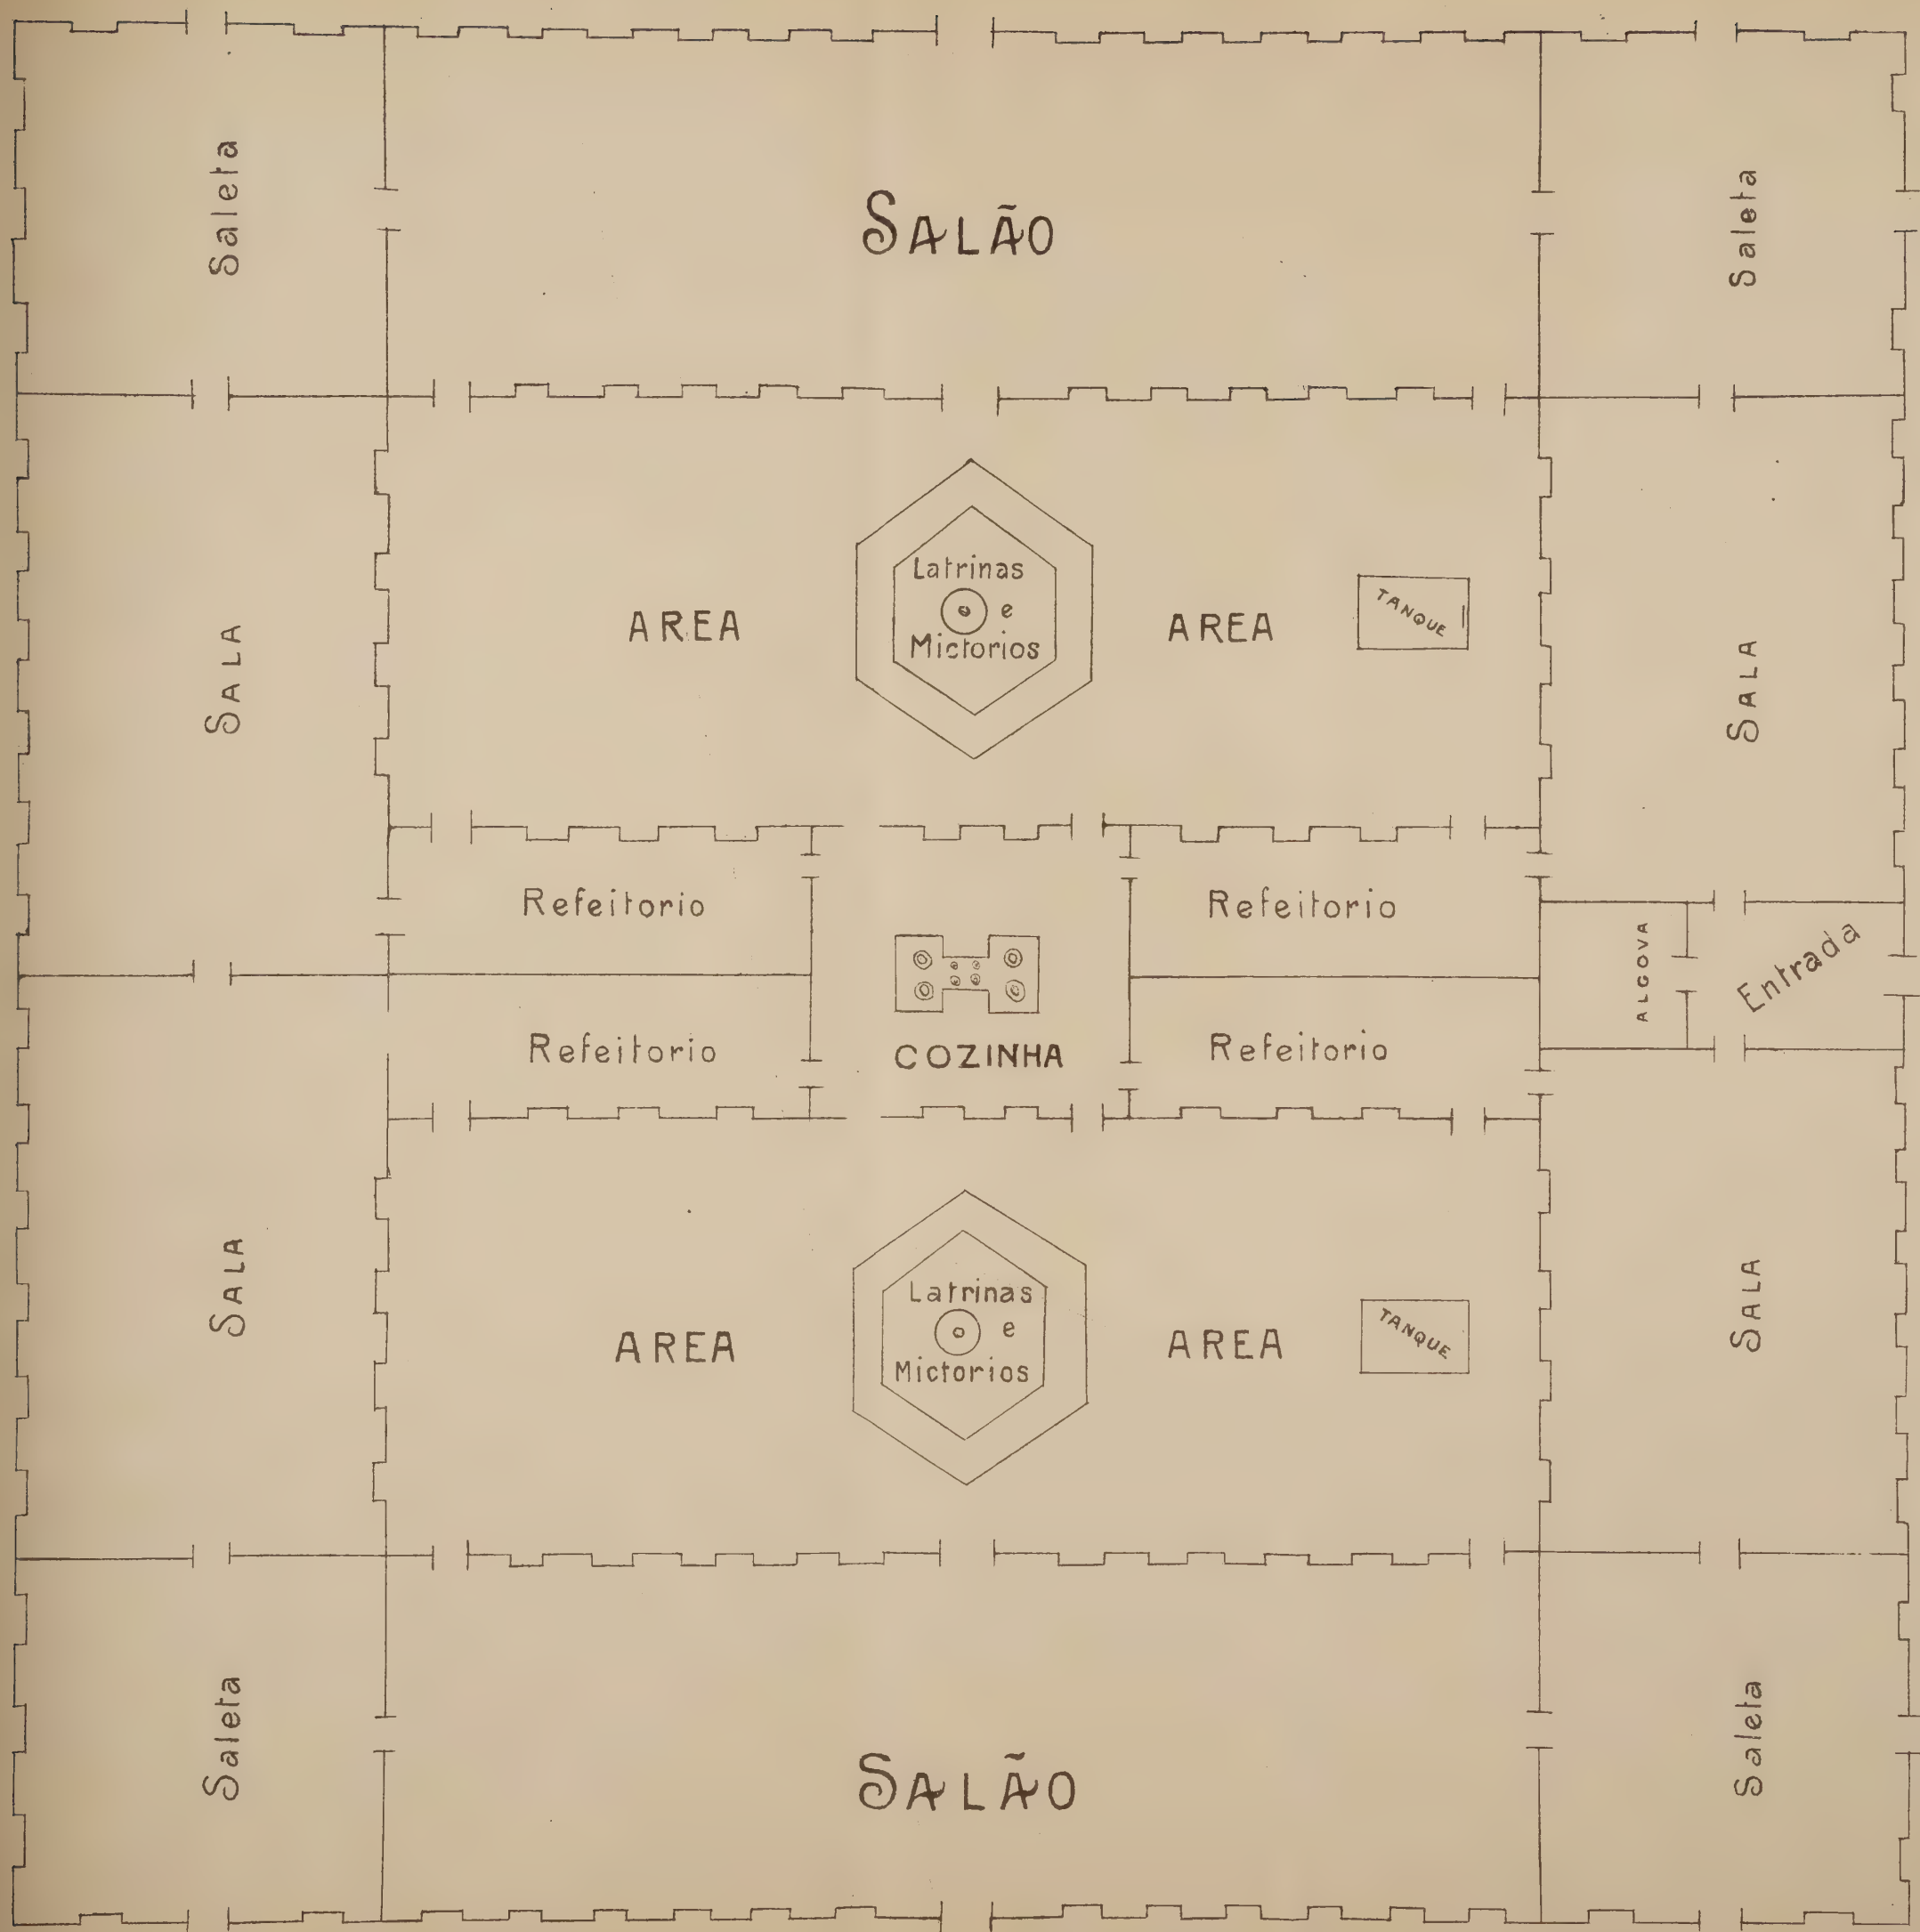 Saleta
SALÃO
Saleta
SALA
AREA
Latrinas
e
Mictorios
AREA
TANQUE
SALA
Refeitorio
Refeitorio
ALCOVA
Entrada
Refeitorio
COZINHA
Refeitorio
SALA
AREA
Latrinas
e
Mictorios
AREA
TANQUE
SALA
Saleta
SALÃO
Saleta